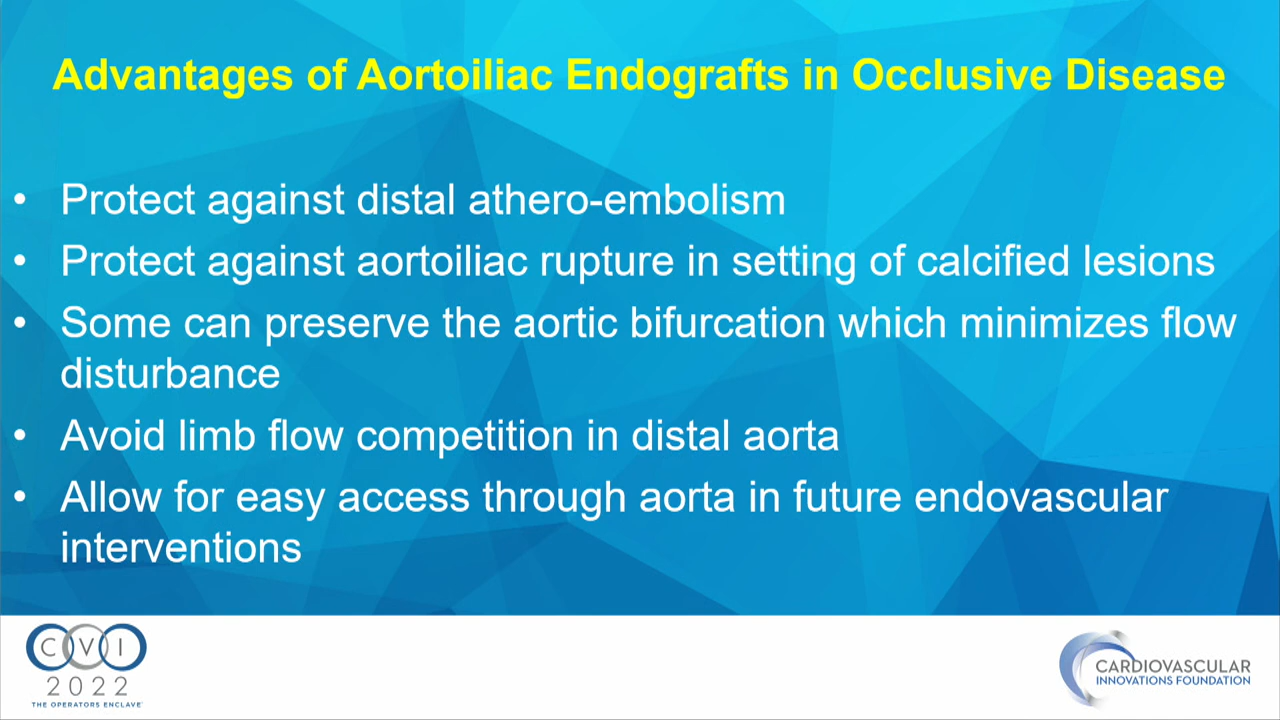 Advantages of Aortoiliac Endografts in Occlusive Disease
• Protect against distal athero-embolism
• Protect against aortoiliac rupture in setting of calcified lesions
• Some can preserve the aortic bifurcation which minimizes flow
disturbance
• Avoid limb flow competition in distal aorta
• Allow for easy access through aorta in future endovascular
interventions
C V I
2022
THE OPERATORS ENCLAVE
CARDIOVASCULAR
INNOVATIONS FOUNDATION